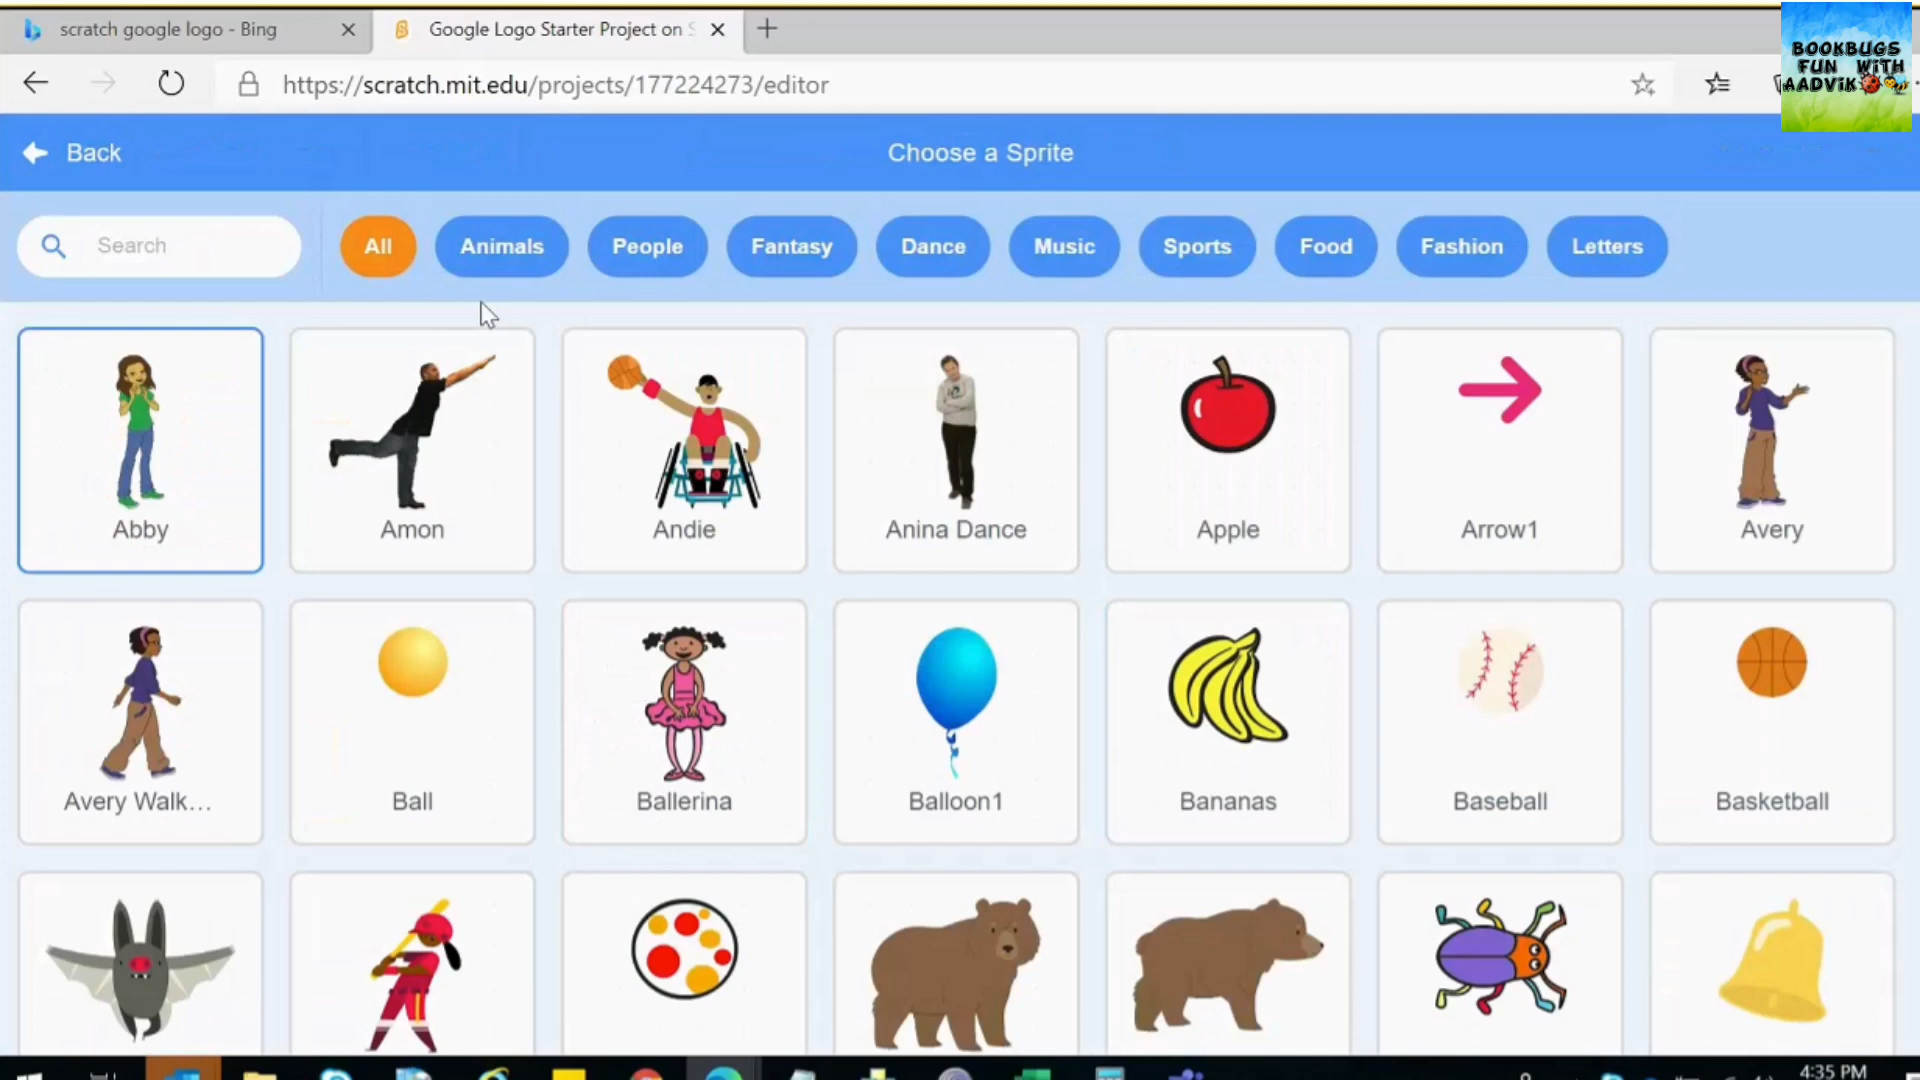 scratch google logo - Bing
Google Logo Starter Project on S
https://scratch.mit.edu/projects/177224273/editor
BOOKBUGS
FUN WITH
AADVIK
Back
Choose a Sprite
Search
All
Animals
People
Fantasy
Dance
Music
Sports
Food
Fashion
Letters
Abby
Amon
Andie
Anina Dance
Apple
Arrow1
Avery
Avery Walk...
Ball
Ballerina
Balloon1
Bananas
Baseball
Basketball
4:35 PM